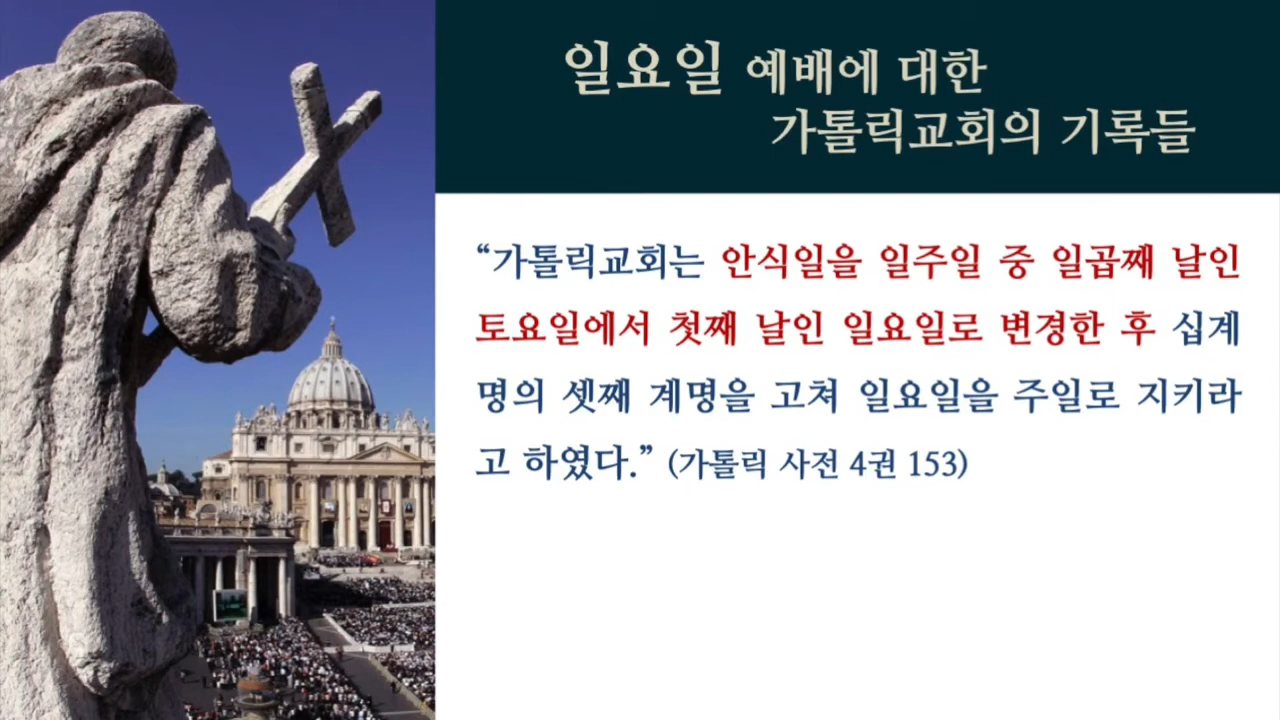 일요일 예배에 대한
가톨릭교회의 기록들
“가톨릭교회는 안식일을 일주일 중 일곱째 날인
토요일에서 첫째 날인 일요일로 변경한 후 십계
명의 셋째 계명을 고쳐 일요일을 주일로 지키라
고 하였다.” (가톨릭 사전 4권 153)